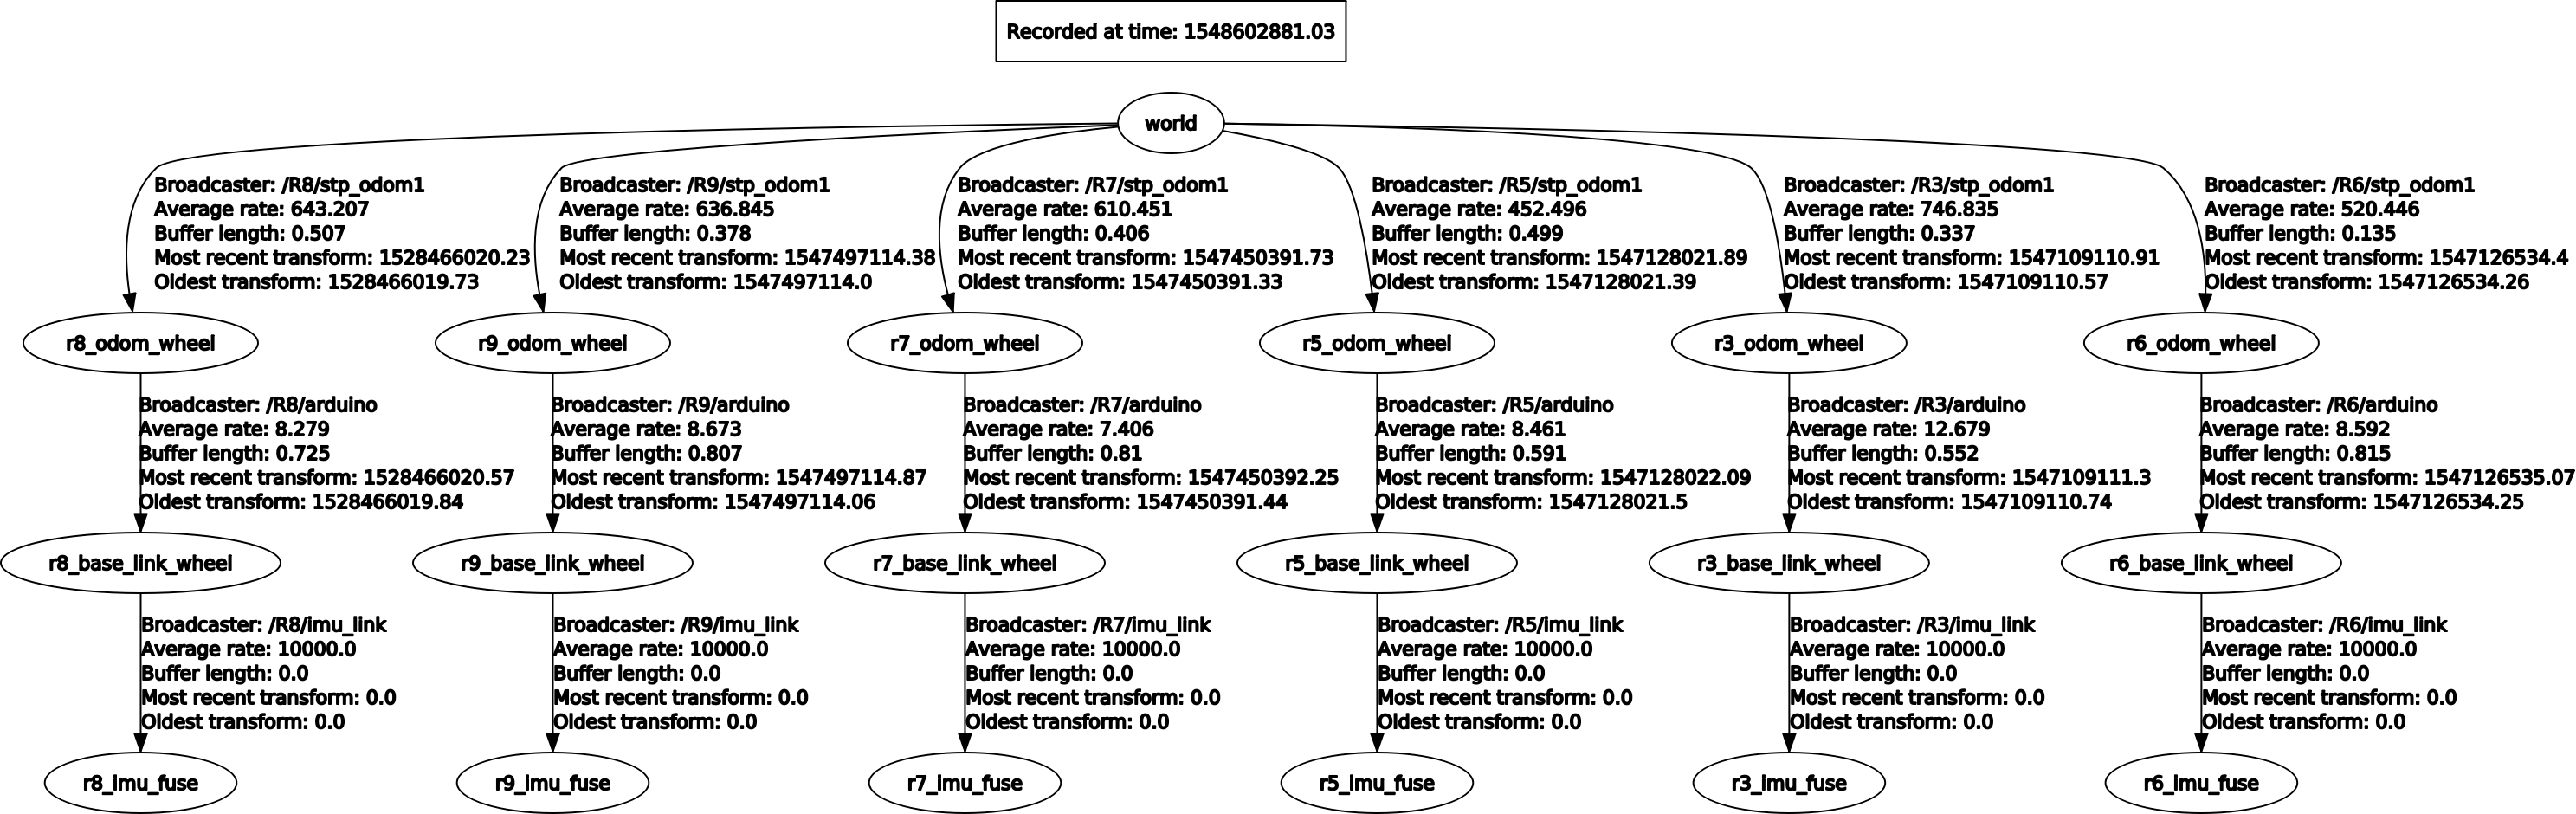 Recorded at time: 1548602881.03
world
Broadcaster: /R8/stp_odom1
Average rate: 643.207
Buffer length: 0.507
Most recent transform: 1528466020.23
Oldest transform: 1528466019.73
Broadcaster: /R9/stp_odom1
Average rate: 636.845
Buffer length: 0.378
Most recent transform: 1547497114.38
Oldest transform: 1547497114.0
Broadcaster: /R7/stp_odom1
Average rate: 610.451
Buffer length: 0.406
Most recent transform: 1547450391.73
Oldest transform: 1547450391.33
Broadcaster: /R5/stp_odom1
Average rate: 452.496
Buffer length: 0.499
Most recent transform: 1547128021.89
Oldest transform: 1547128021.39
Broadcaster: /R3/stp_odom1
Average rate: 746.835
Buffer length: 0.337
Most recent transform: 1547109110.91
Oldest transform: 1547109110.57
Broadcaster: /R6/stp_odom1
Average rate: 520.446
Buffer length: 0.135
Most recent transform: 1547126534.4
Oldest transform: 1547126534.26
r8_odom_wheel
r9_odom_wheel
r7_odom_wheel
r5_odom_wheel
r3_odom_wheel
r6_odom_wheel
Broadcaster: /R8/arduino
Average rate: 8.279
Buffer length: 0.725
Most recent transform: 1528466020.57
Oldest transform: 1528466019.84
Broadcaster: /R9/arduino
Average rate: 8.673
Buffer length: 0.807
Most recent transform: 1547497114.87
Oldest transform: 1547497114.06
Broadcaster: /R7/arduino
Average rate: 7.406
Buffer length: 0.81
Most recent transform: 1547450392.25
Oldest transform: 1547450391.44
Broadcaster: /R5/arduino
Average rate: 8.461
Buffer length: 0.591
Most recent transform: 1547128022.09
Oldest transform: 1547128021.5
Broadcaster: /R3/arduino
Average rate: 12.679
Buffer length: 0.552
Most recent transform: 1547109111.3
Oldest transform: 1547109110.74
Broadcaster: /R6/arduino
Average rate: 8.592
Buffer length: 0.815
Most recent transform: 1547126535.07
Oldest transform: 1547126534.25
r8_base_link_wheel
r9_base_link_wheel
r7_base_link_wheel
r5_base_link_wheel
r3_base_link_wheel
r6_base_link_wheel
Broadcaster: /R8/imu_link
Average rate: 10000.0
Buffer length: 0.0
Most recent transform: 0.0
Oldest transform: 0.0
Broadcaster: /R9/imu_link
Average rate: 10000.0
Buffer length: 0.0
Most recent transform: 0.0
Oldest transform: 0.0
Broadcaster: /R7/imu_link
Average rate: 10000.0
Buffer length: 0.0
Most recent transform: 0.0
Oldest transform: 0.0
Broadcaster: /R5/imu_link
Average rate: 10000.0
Buffer length: 0.0
Most recent transform: 0.0
Oldest transform: 0.0
Broadcaster: /R3/imu_link
Average rate: 10000.0
Buffer length: 0.0
Most recent transform: 0.0
Oldest transform: 0.0
Broadcaster: /R6/imu_link
Average rate: 10000.0
Buffer length: 0.0
Most recent transform: 0.0
Oldest transform: 0.0
r8_imu_fuse
r9_imu_fuse
r7_imu_fuse
r5_imu_fuse
r3_imu_fuse
r6_imu_fuse